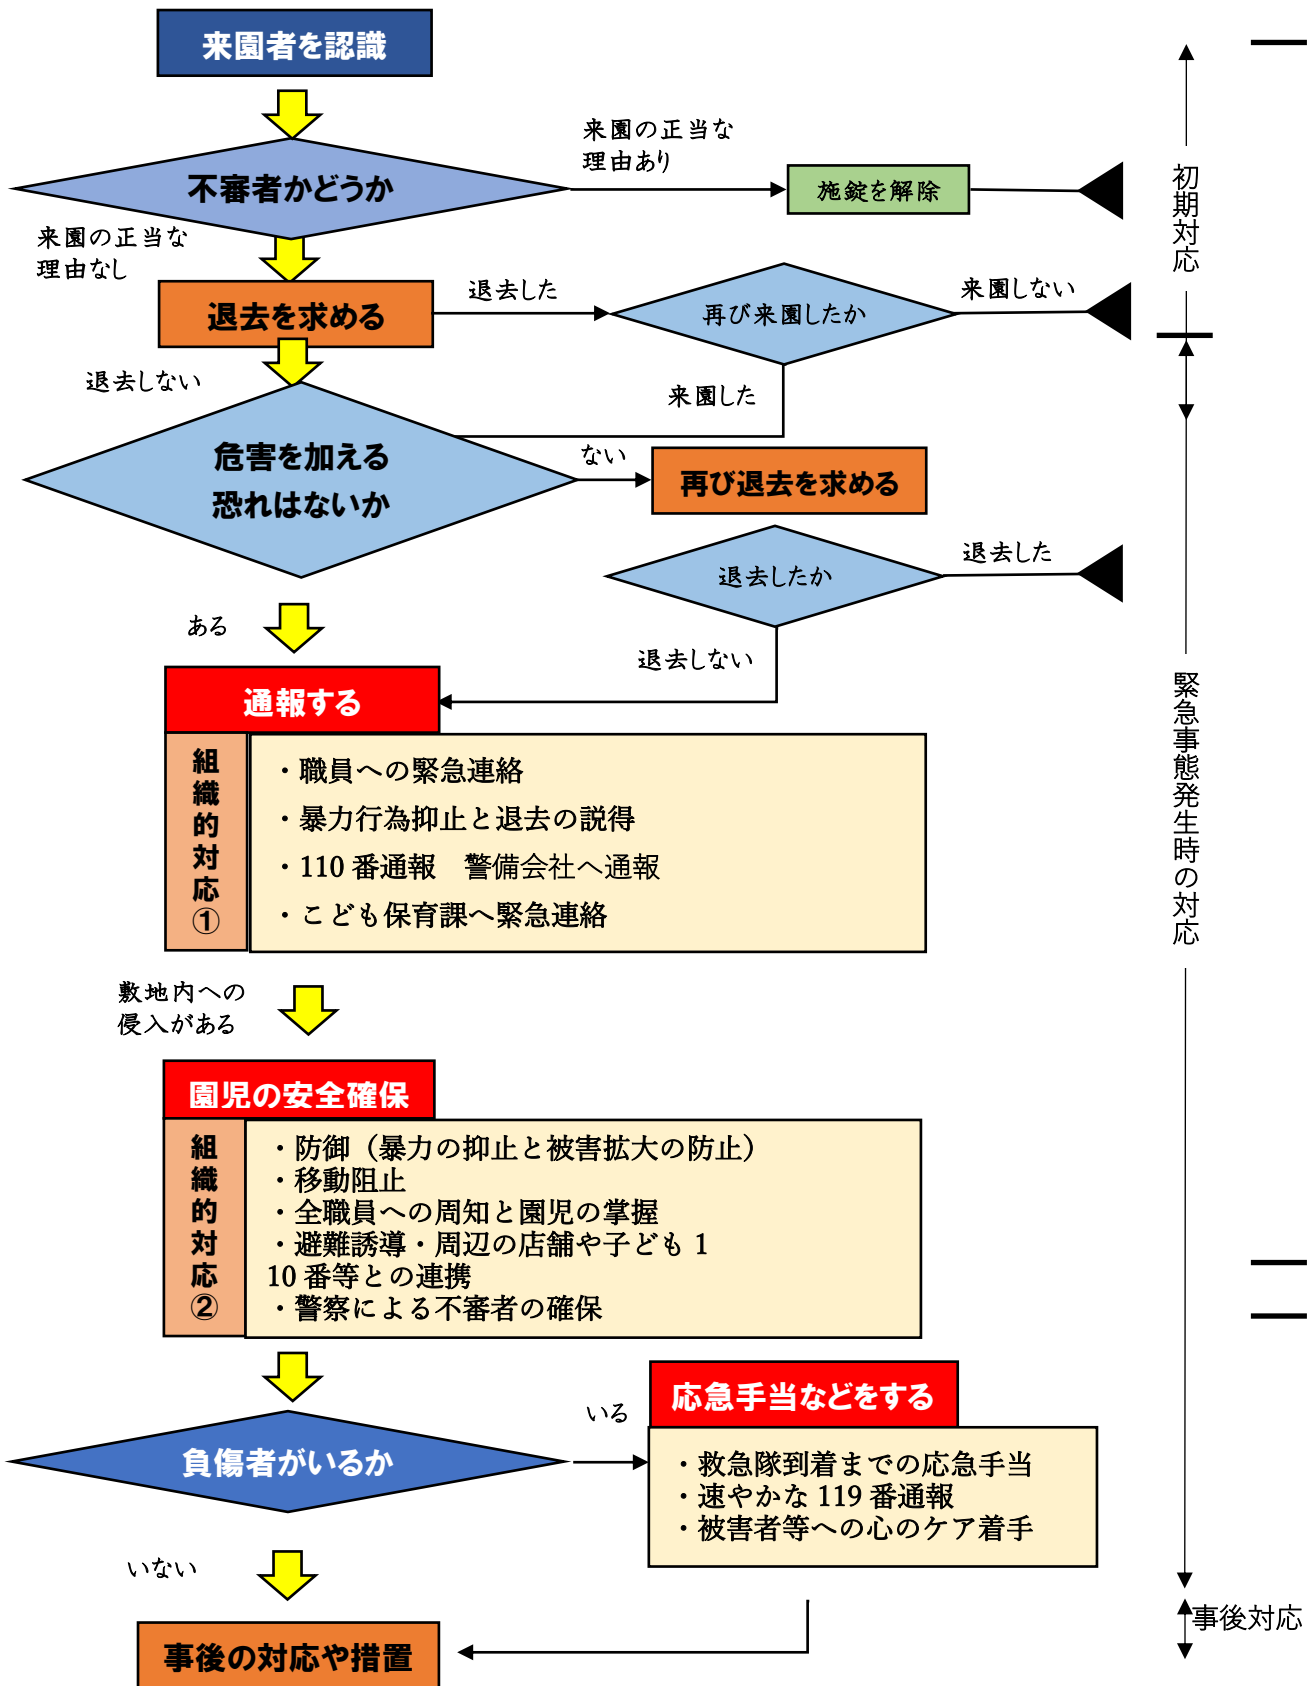 来園者を認識
来園の正当な
理由あり
不審者かどうか
施錠を解除
来園の正当な
理由なし
退去を求める
退去した
再び来園したか
来園しない
退去しない
来園した
危害を加える
恐れはないか
ない
再び退去を求める
退去したか
退去した
ある
退去しない
通報する
組織的対応①
・職員への緊急連絡
・暴力行為抑止と退去の説得
・110 番通報　警備会社へ通報
・こども保育課へ緊急連絡
敷地内への
侵入がある
園児の安全確保
組織的対応②
・防御（暴力の抑止と被害拡大の防止）
・移動阻止
・全職員への周知と園児の掌握
・避難誘導・周辺の店舗や子ども 1
10 番等との連携
・警察による不審者の確保
負傷者がいるか
いる
応急手当などをする
・救急隊到着までの応急手当
・速やかな 119 番通報
・被害者等への心のケア着手
いない
事後の対応や措置
初期対応
緊急事態発生時の対応
事後対応